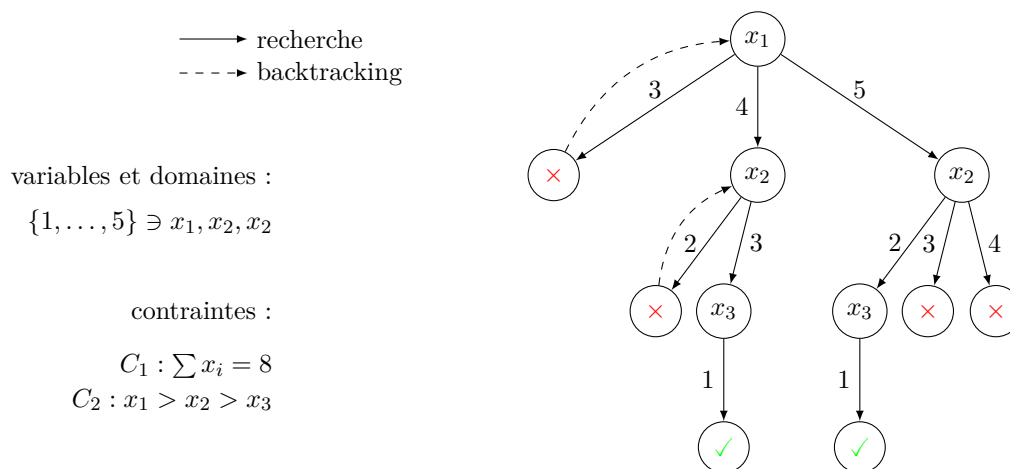 recherche
backtracking
variables et domaines :
{1, . . . , 5} ∋ x₁, x₂, x₂
contraintes :
C₁ : ∑ xᵢ = 8
C₂ : x₁ > x₂ > x₃
x₁
3
4
5
×
x₂
x₂
2
3
2
3
4
×
x₃
x₃
×
×
1
1
✓
✓